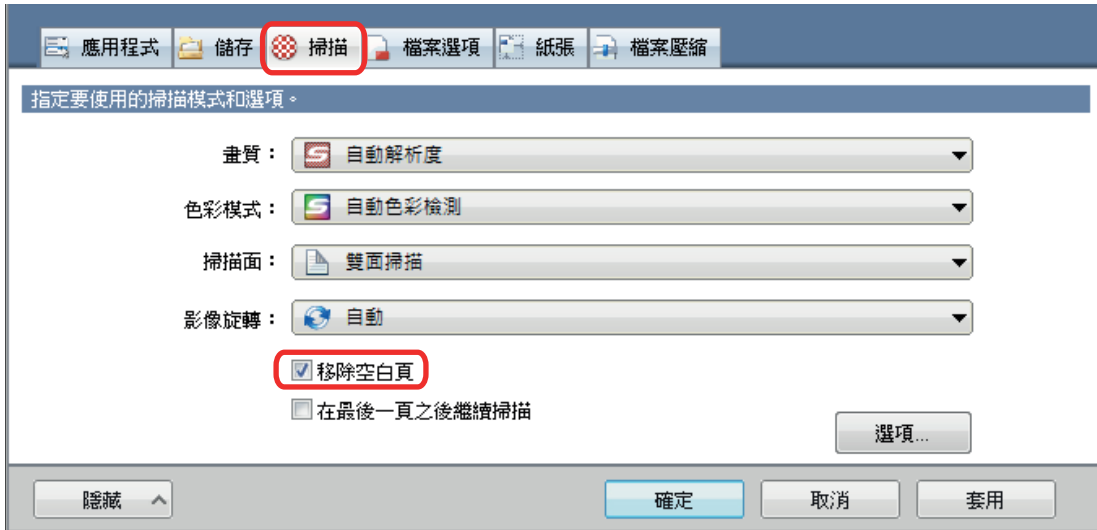 應用程式 儲存 掃描 檔案選項 紙張 檔案壓縮
指定要使用的掃描模式和選項。
畫質： 自動解析度
色彩模式： 自動色彩檢測
掃描面： 雙面掃描
影像旋轉： 自動
移除空白頁
在最後一頁之後繼續掃描
選項...
隱藏 確定 取消 套用